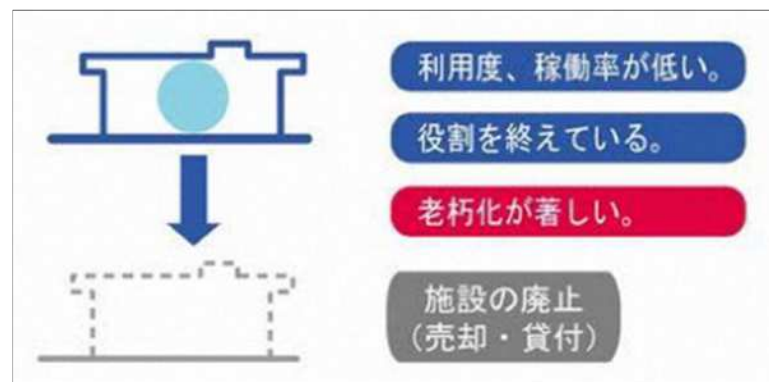 利用度、稼働率が低い。
役割を終えている。
老朽化が著しい。
施設の廃止
（売却・貸付）